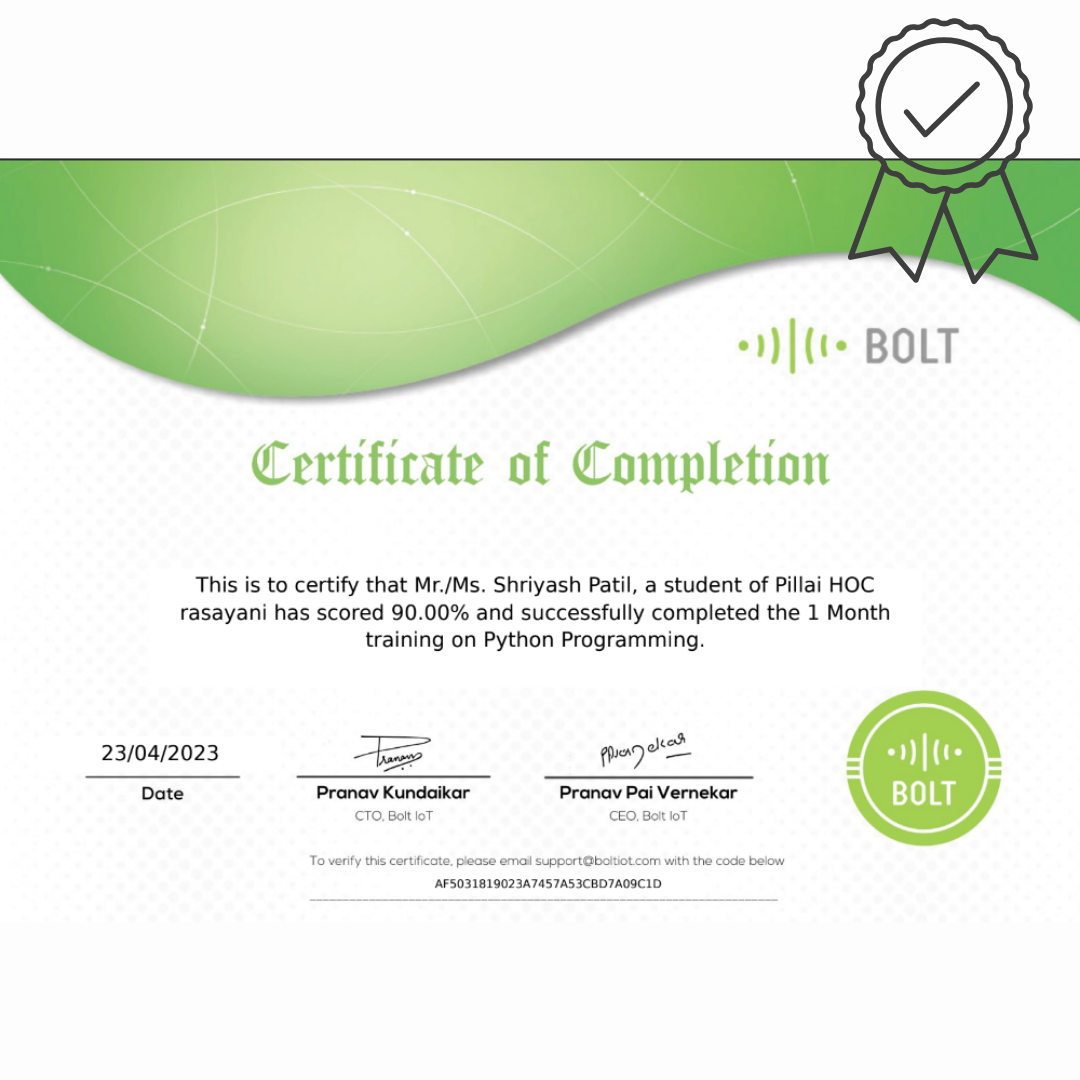 BOLT
Certificate of Completion
This is to certify that Mr./Ms. Shriyash Patil, a student of Pillai HOC
rasayani has scored 90.00% and successfully completed the 1 Month
training on Python Programming.
23/04/2023
Date
Pranav
Pranav Kundaikar
CTO, Bolt IoT
Pranav Pai Vernekar
CEO, Bolt IoT
BOLT
To verify this certificate, please email support@boltiot.com with the code below
AF5031819023A7457A53CBD7A09C1D